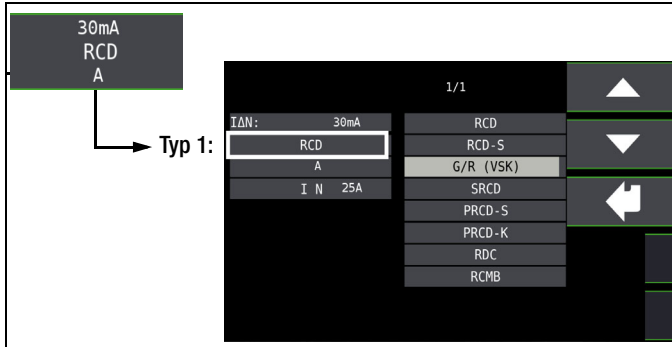 30mA
RCD
A
Typ 1:
1/1
IΔN: 30mA
RCD
A
I N 25A
RCD
RCD-S
G/R (VSK)
SRCD
PRCD-S
PRCD-K
RDC
RCMB